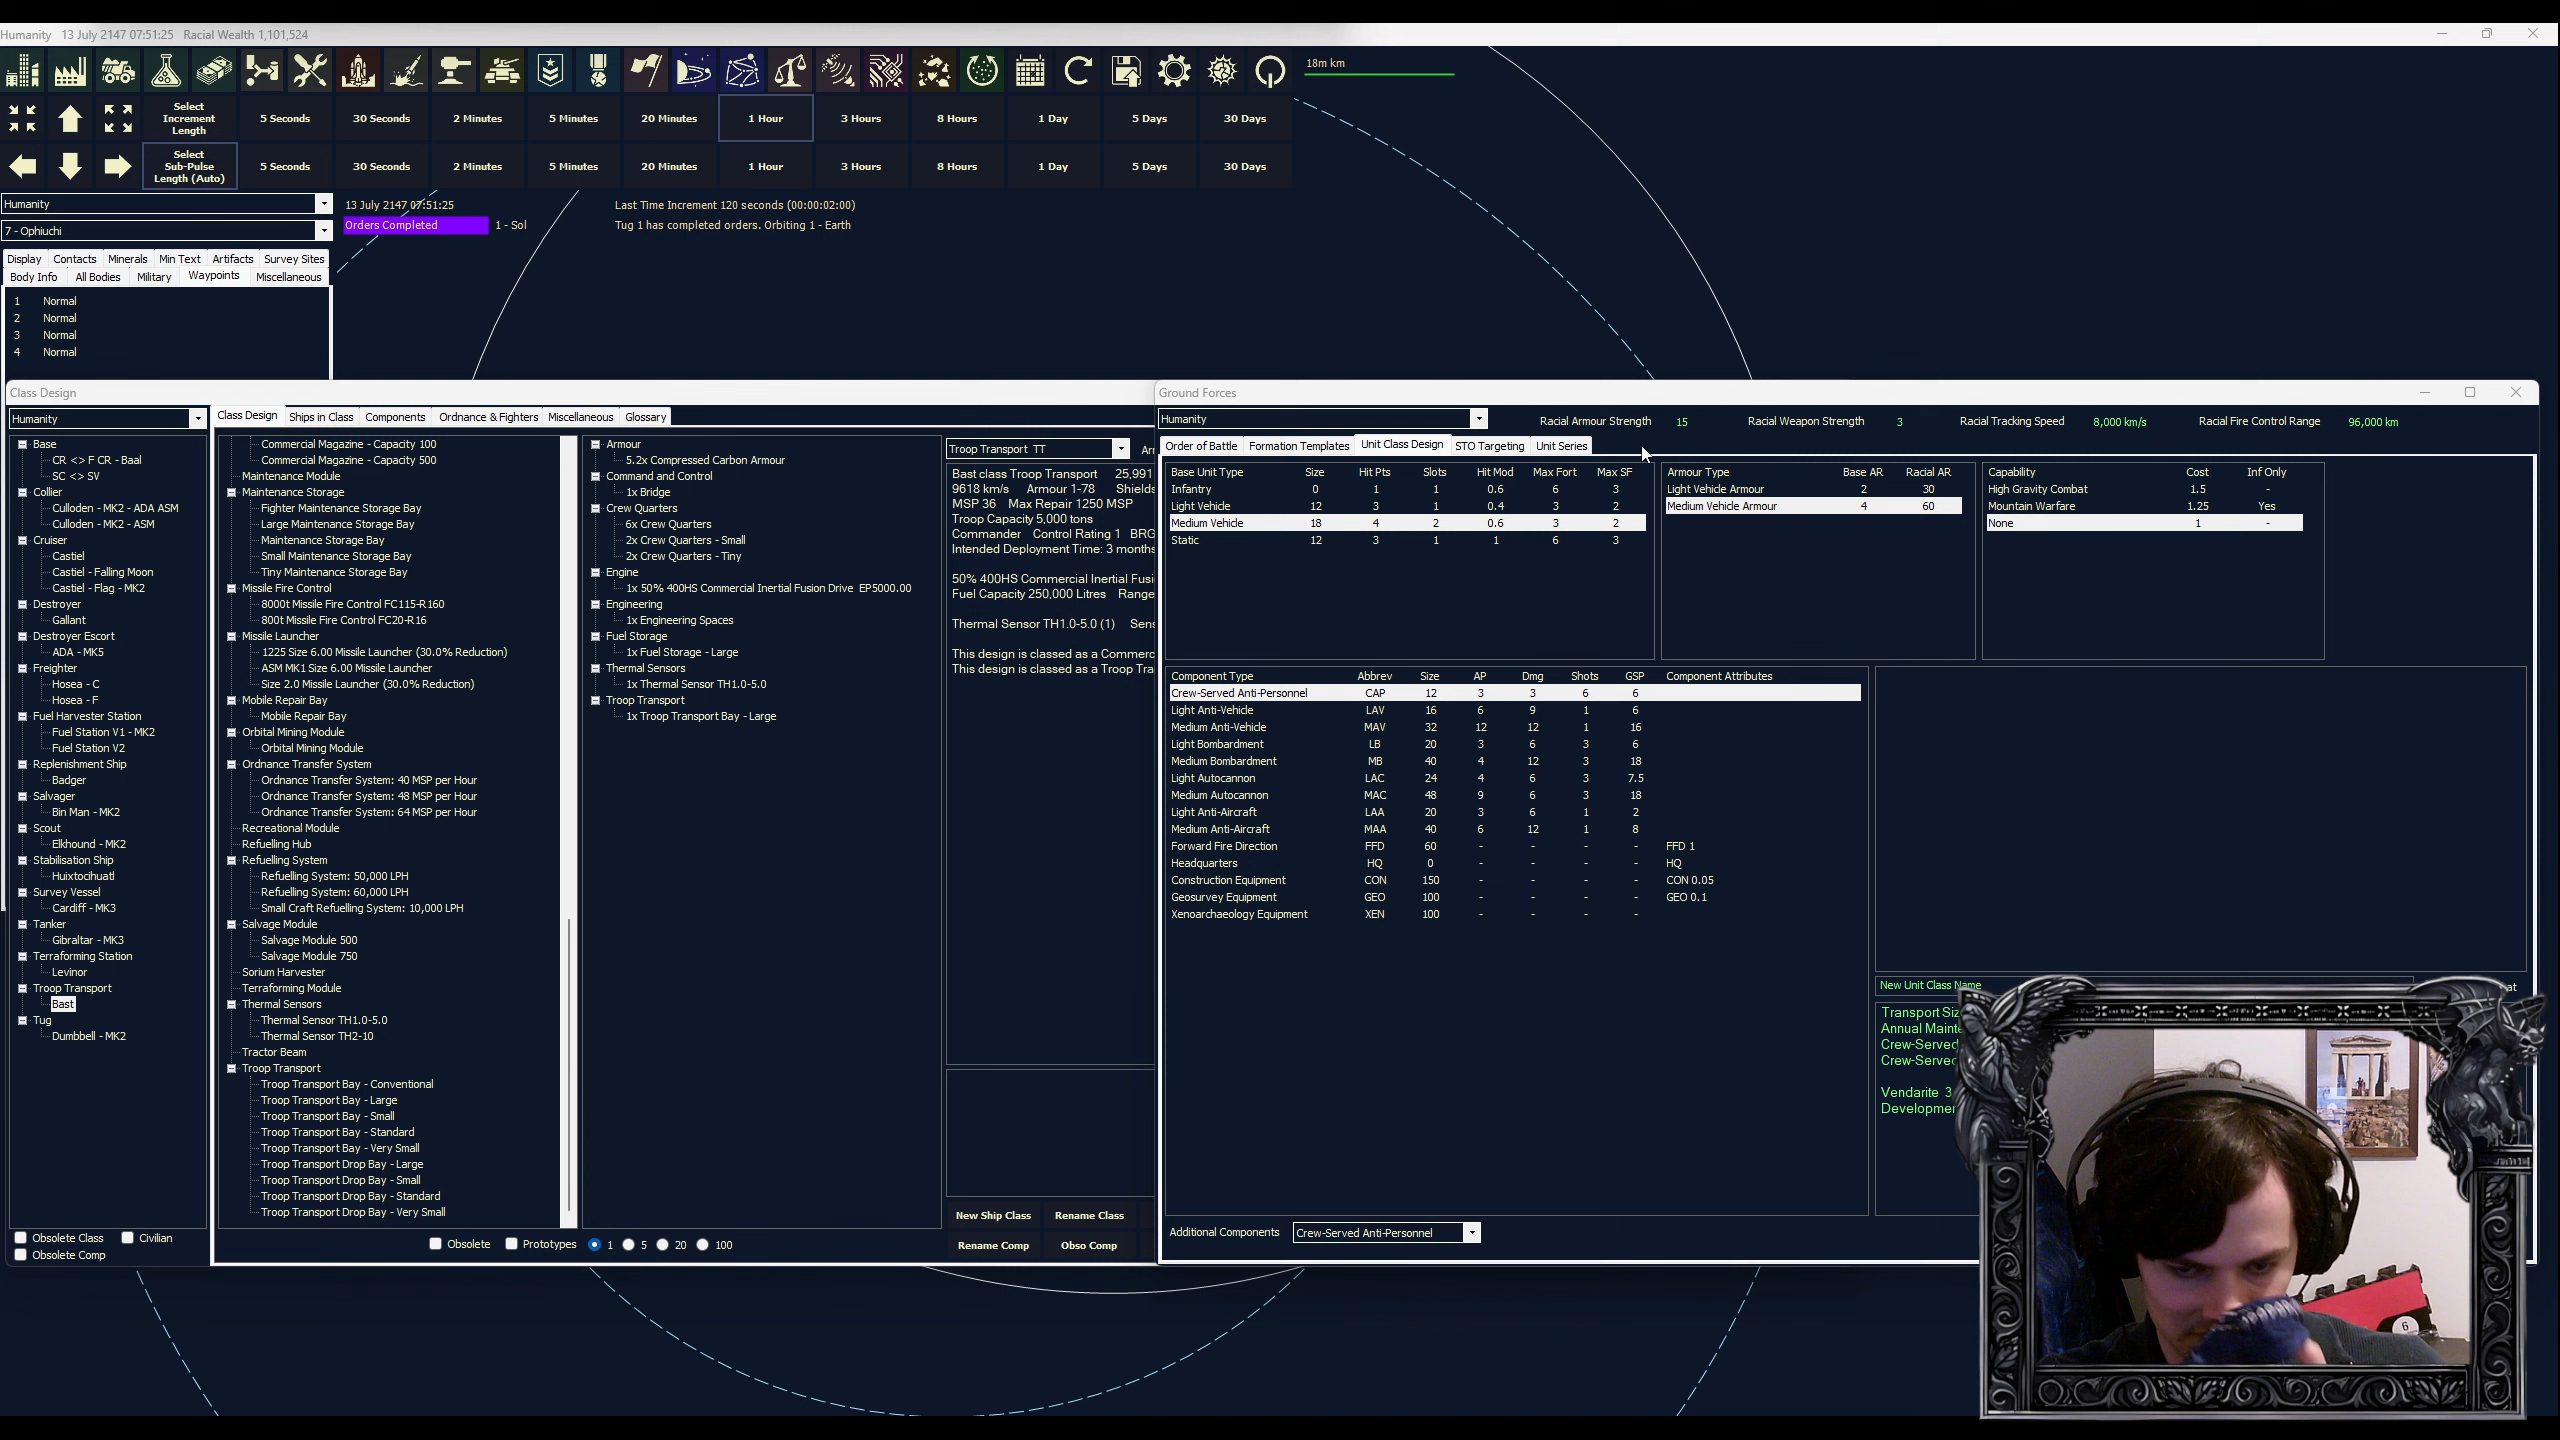 Humanity 13 July 2147 07:51:25 Racial Wealth 1,101,524
18m km
Select Increment Length 5 Seconds 30 Seconds 2 Minutes 5 Minutes 20 Minutes 1 Hour 3 Hours 8 Hours 1 Day 5 Days 30 Days
Select Sub-Pulse Length (Auto) 5 Seconds 30 Seconds 2 Minutes 5 Minutes 20 Minutes 1 Hour 3 Hours 8 Hours 1 Day 5 Days 30 Days
Humanity
13 July 2147 07:51:25 Last Time Increment 120 seconds (00:00:02:00)
7 - Ophiuchi
Orders Completed 1 - Sol Tug 1 has completed orders. Orbiting 1 - Earth
Display Contacts Minerals Min Text Artifacts Survey Sites
Body Info All Bodies Military Waypoints Miscellaneous
1 Normal
2 Normal
3 Normal
4 Normal
Class Design
Humanity
Base
CR <> F CR - Baal
SC <> SV
Collier
Culloden - MK2 - ADA ASM
Culloden - MK2 - ASM
Cruiser
Castiel
Castiel - Falling Moon
Castiel - Flag - MK2
Destroyer
Gallant
Destroyer Escort
ADA - MK5
Freighter
Hosea - C
Hosea - F
Fuel Harvester Station
Fuel Station V1 - MK2
Fuel Station V2
Replenishment Ship
Badger
Salvager
Bin Man - MK2
Scout
Elkhound - MK2
Stabilisation Ship
Huixtocihuatl
Survey Vessel
Cardiff - MK3
Tanker
Gibraltar - MK3
Terraforming Station
Levinor
Troop Transport
Bast
Tug
Dumbbell - MK2
Obsolete Class Civilian
Obsolete Comp
Class Design Ships in Class Components Ordnance & Fighters Miscellaneous Glossary
Commercial Magazine - Capacity 100
Commercial Magazine - Capacity 500
Maintenance Module
Maintenance Storage
Fighter Maintenance Storage Bay
Large Maintenance Storage Bay
Maintenance Storage Bay
Small Maintenance Storage Bay
Tiny Maintenance Storage Bay
Missile Fire Control
8000t Missile Fire Control FC115-R160
800t Missile Fire Control FC20-R16
Missile Launcher
1225 Size 6.00 Missile Launcher (30.0% Reduction)
ASM MK1 Size 6.00 Missile Launcher
Size 2.0 Missile Launcher (30.0% Reduction)
Mobile Repair Bay
Mobile Repair Bay
Orbital Mining Module
Orbital Mining Module
Ordnance Transfer System
Ordnance Transfer System: 40 MSP per Hour
Ordnance Transfer System: 48 MSP per Hour
Ordnance Transfer System: 64 MSP per Hour
Recreational Module
Refuelling Hub
Refuelling System
Refuelling System: 50,000 LPH
Refuelling System: 60,000 LPH
Small Craft Refuelling System: 10,000 LPH
Salvage Module
Salvage Module 500
Salvage Module 750
Sorium Harvester
Terraforming Module
Thermal Sensors
Thermal Sensor TH1.0-5.0
Thermal Sensor TH2-10
Tractor Beam
Troop Transport
Troop Transport Bay - Conventional
Troop Transport Bay - Large
Troop Transport Bay - Small
Troop Transport Bay - Standard
Troop Transport Bay - Very Small
Troop Transport Drop Bay - Large
Troop Transport Drop Bay - Small
Troop Transport Drop Bay - Standard
Troop Transport Drop Bay - Very Small
Obsolete Prototypes 1 5 20 100
Armour
5.2x Compressed Carbon Armour
Command and Control
1x Bridge
Crew Quarters
6x Crew Quarters
2x Crew Quarters - Small
2x Crew Quarters - Tiny
Engine
1x 50% 400HS Commercial Inertial Fusion Drive EP5000.00
Engineering
1x Engineering Spaces
Fuel Storage
1x Fuel Storage - Large
Thermal Sensors
1x Thermal Sensor TH1.0-5.0
Troop Transport
1x Troop Transport Bay - Large
Troop Transport TT
Bast class Troop Transport 25,991
9618 km/s Armour 1-78 Shields
MSP 36 Max Repair 1250 MSP
Troop Capacity 5,000 tons
Commander Control Rating 1 BRG
Intended Deployment Time: 3 months
50% 400HS Commercial Inertial Fusi
Fuel Capacity 250,000 Litres Range
Thermal Sensor TH1.0-5.0 (1) Sens
This design is classed as a Commerc
This design is classed as a Troop Tra
New Ship Class Rename Class
Rename Comp Obso Comp
Ground Forces
Humanity Racial Armour Strength 15 Racial Weapon Strength 3 Racial Tracking Speed 8,000 km/s Racial Fire Control Range 96,000 km
Order of Battle Formation Templates Unit Class Design STO Targeting Unit Series
Base Unit Type Size Hit Pts Slots Hit Mod Max Fort Max SF
Infantry 0 1 1 0.6 6 3
Light Vehicle 12 3 1 0.4 3 2
Medium Vehicle 18 4 2 0.6 3 2
Static 12 3 1 1 6 3
Armour Type Base AR Racial AR
Light Vehicle Armour 2 30
Medium Vehicle Armour 4 60
Capability Cost Inf Only
High Gravity Combat 1.5 -
Mountain Warfare 1.25 Yes
None 1 -
Component Type Abbrev Size AP Dmg Shots GSP Component Attributes
Crew-Served Anti-Personnel CAP 12 3 3 6 6
Light Anti-Vehicle LAV 16 6 9 1 6
Medium Anti-Vehicle MAV 32 12 12 1 16
Light Bombardment LB 20 3 6 3 6
Medium Bombardment MB 40 4 12 3 18
Light Autocannon LAC 24 4 6 3 7.5
Medium Autocannon MAC 48 9 6 3 18
Light Anti-Aircraft LAA 20 3 6 1 2
Medium Anti-Aircraft MAA 40 6 12 1 8
Forward Fire Direction FFD 60 - - - - FFD 1
Headquarters HQ 0 - - - - HQ
Construction Equipment CON 150 - - - - CON 0.05
Geosurvey Equipment GEO 100 - - - - GEO 0.1
Xenoarchaeology Equipment XEN 100 - - - -
Additional Components Crew-Served Anti-Personnel
New Unit Class Name
Transport Siz
Annual Mainte
Crew-Served
Crew-Served
Vendarite 3
Developmen
6